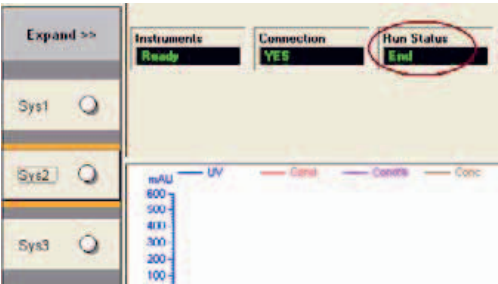 Expand >>
Instruments
Connection
Run Status
Ready
YES
End
Sys1
Sys2
Sys3
mAU
UV
Cond
Cond%
Conc
600
500
400
300
200
100